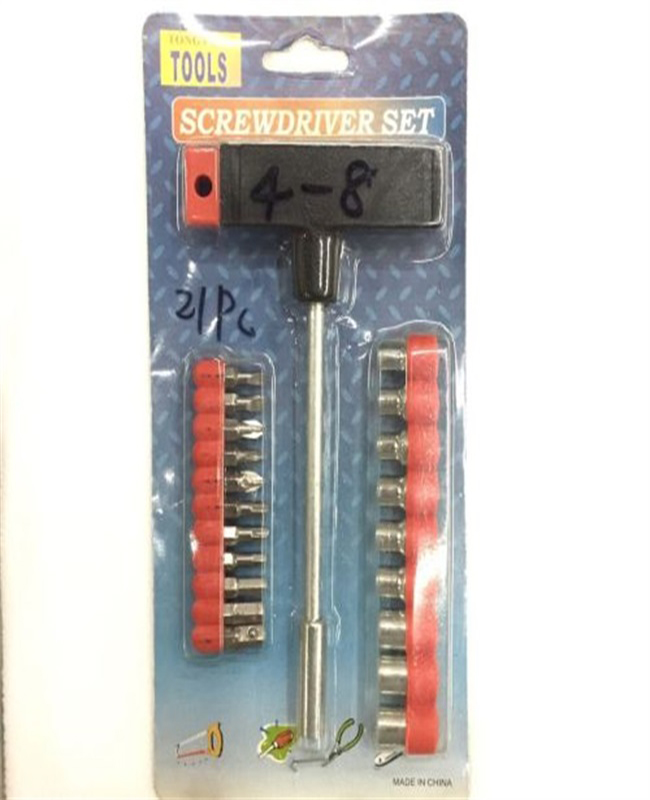 TOOLS
SCREWDRIVER SET
4-8
21PC
MADE IN CHINA